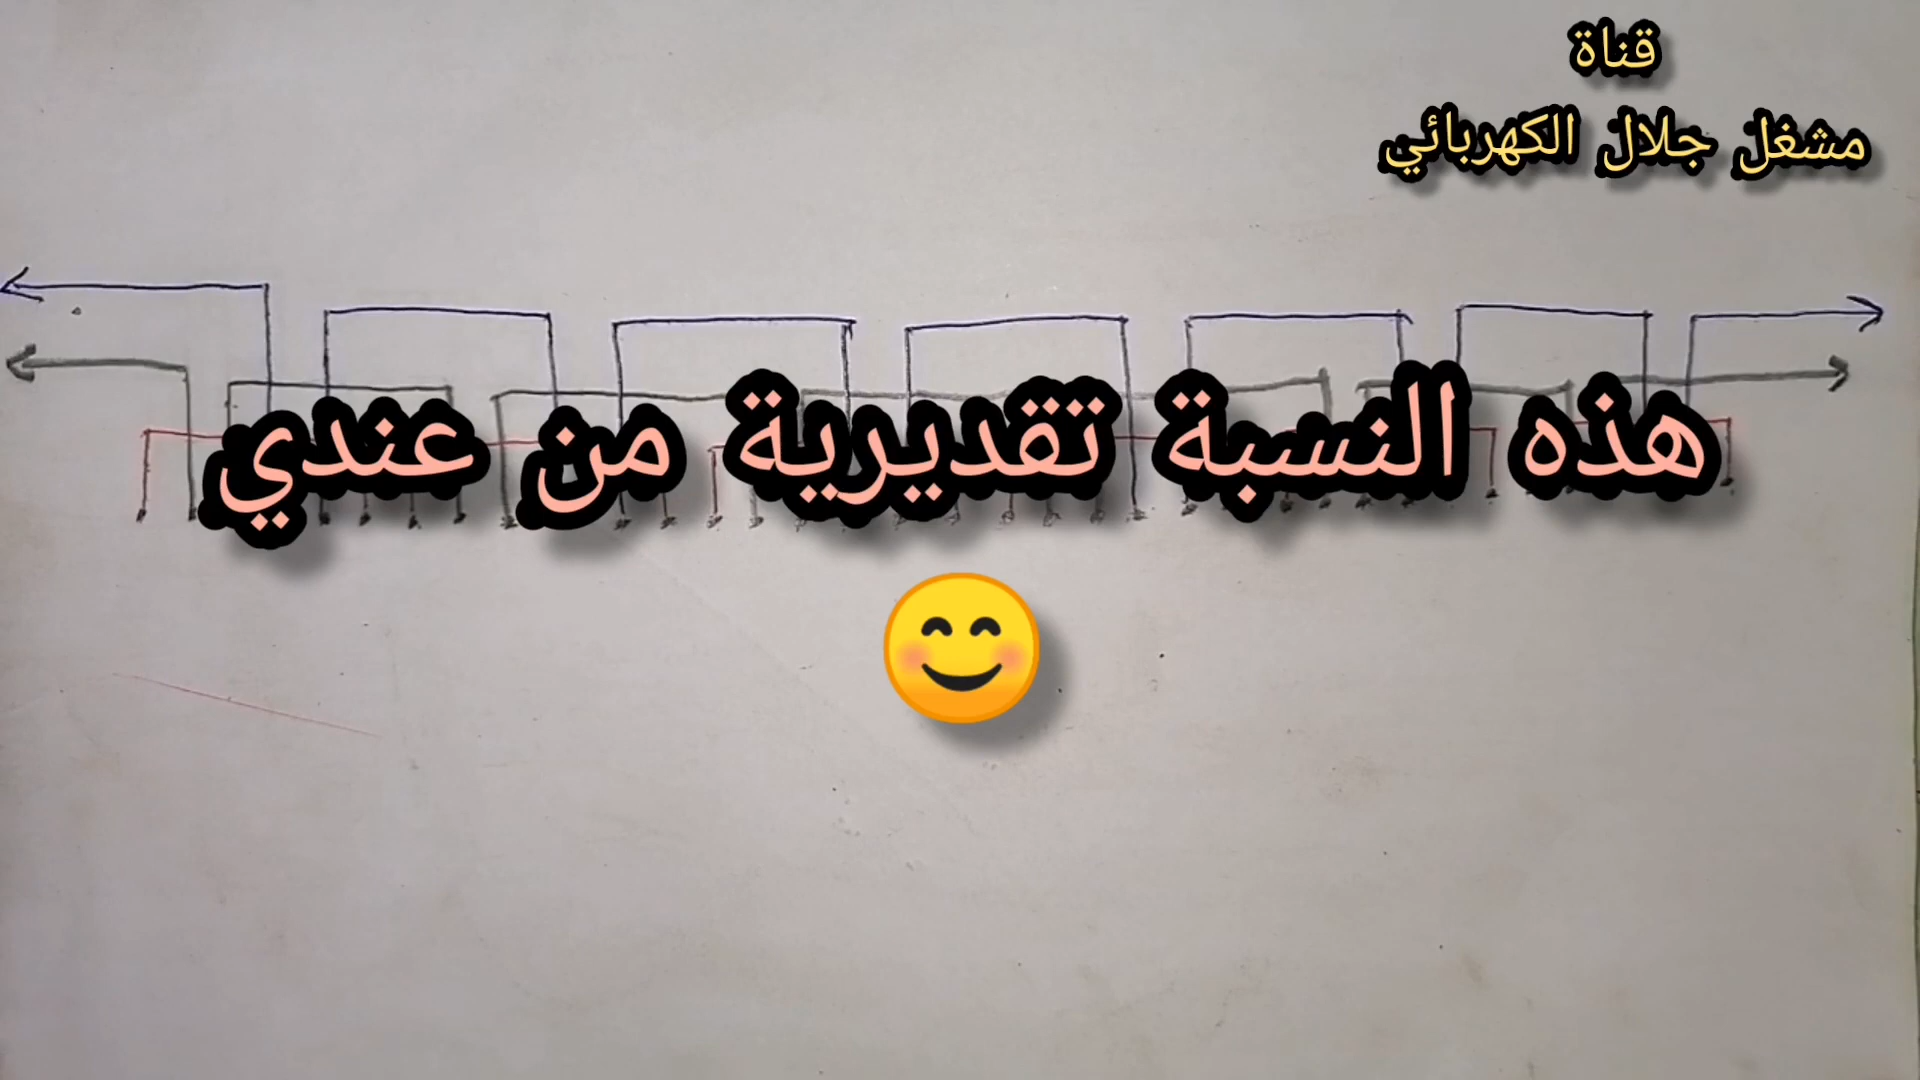 قناة
مشغل جلال الكهربائي
هذه النسبة تقديرية من عندي
😊